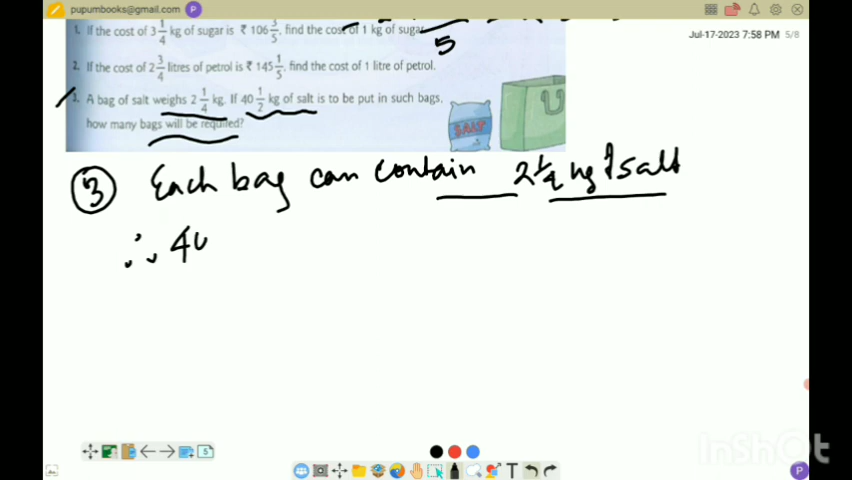 pupumbooks@gmail.com P
Jul-17-2023 7:58 PM 5/8
1. If the cost of 3 1/4 kg of sugar is ₹ 106 3/5, find the cost of 1 kg of sugar.
5
2. If the cost of 2 3/4 litres of petrol is ₹ 145 1/5, find the cost of 1 litre of petrol.
3. A bag of salt weighs 2 1/4 kg. If 40 1/2 kg of salt is to be put in such bags,
how many bags will be required?
SALT
③ Each bag can contain 2 1/4 kg of salt
∴ 40
InShOt
5
T
P